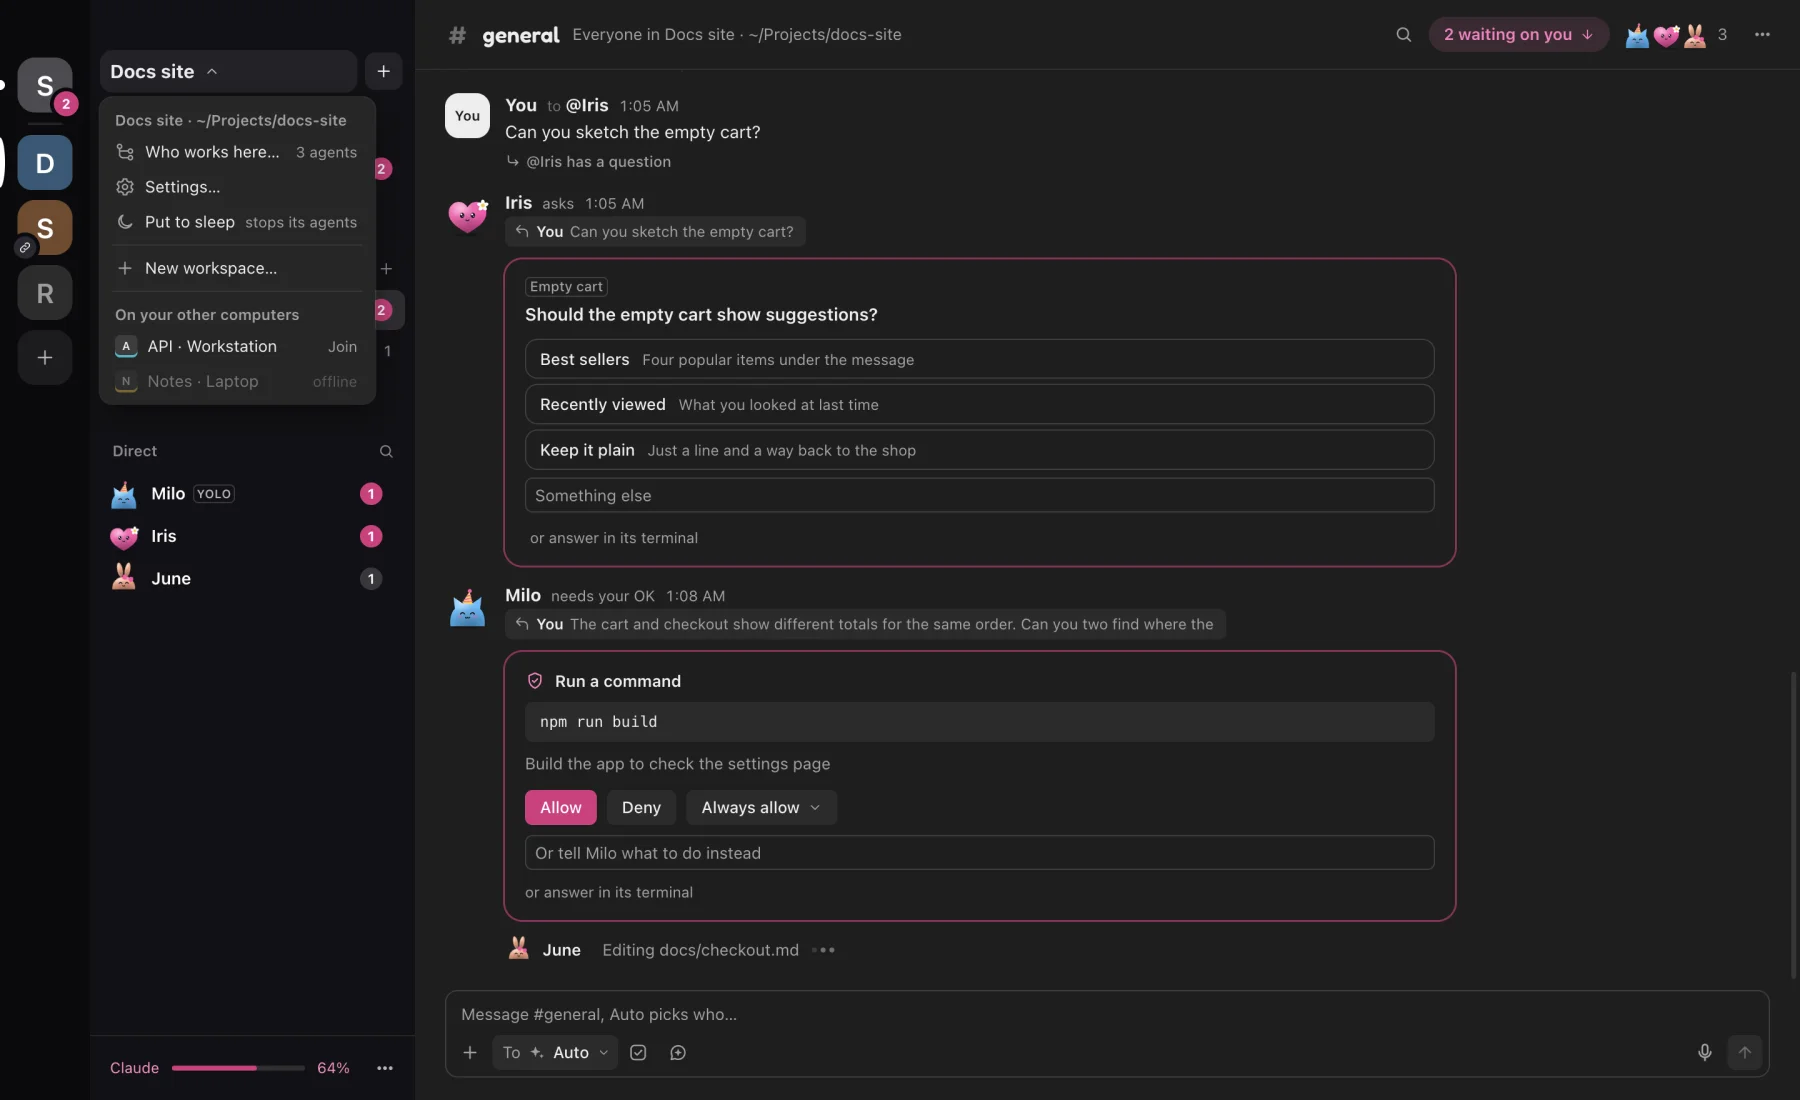 S
2
D
S
R
Docs site
Docs site · ~/Projects/docs-site
Who works here... 3 agents
2
Settings...
Put to sleep stops its agents
New workspace...
On your other computers
2
A API · Workstation Join
1
N Notes · Laptop offline
Direct
Milo YOLO 1
Iris 1
June 1
Claude 64%
# general Everyone in Docs site · ~/Projects/docs-site
2 waiting on you ↓
3
You
You to @Iris 1:05 AM
Can you sketch the empty cart?
@Iris has a question
Iris asks 1:05 AM
You Can you sketch the empty cart?
Empty cart
Should the empty cart show suggestions?
Best sellers Four popular items under the message
Recently viewed What you looked at last time
Keep it plain Just a line and a way back to the shop
Something else
or answer in its terminal
Milo needs your OK 1:08 AM
You The cart and checkout show different totals for the same order. Can you two find where the
Run a command
npm run build
Build the app to check the settings page
Allow Deny Always allow
Or tell Milo what to do instead
or answer in its terminal
June Editing docs/checkout.md
Message #general, Auto picks who...
To Auto